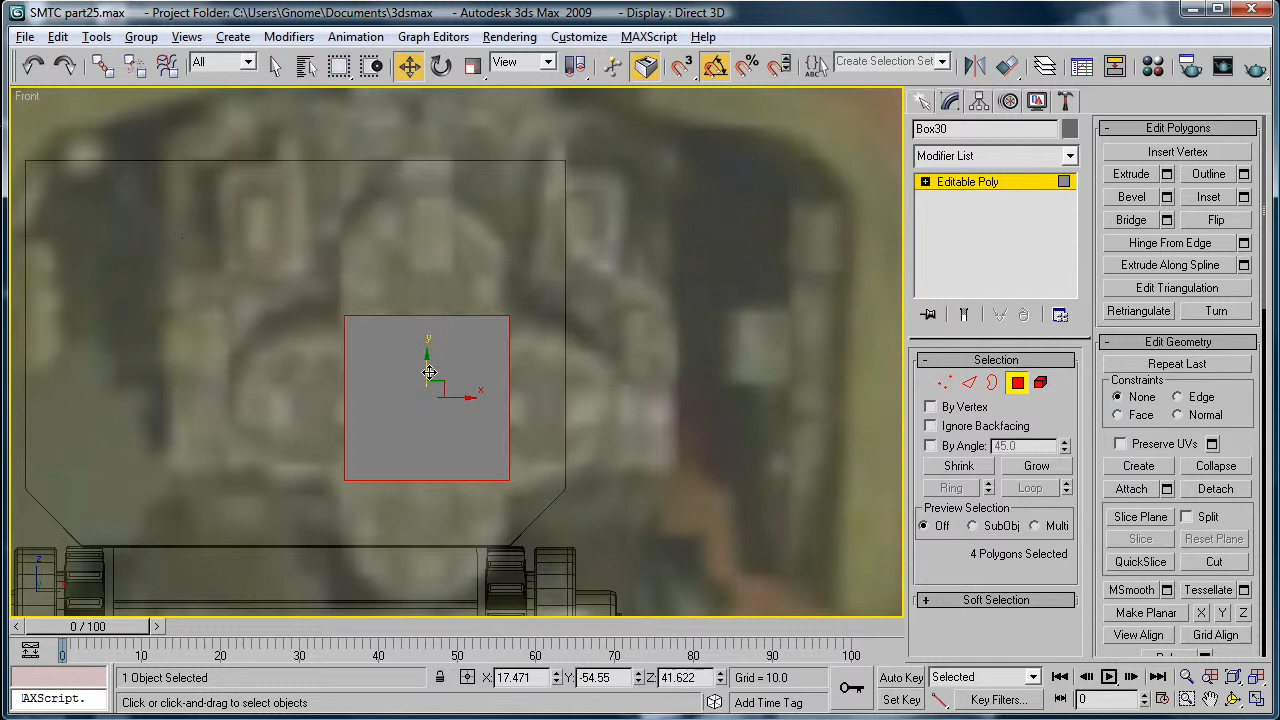 SMTC part25.max - Project Folder: C:\Users\Gnome\Documents\3dsmax - Autodesk 3ds Max 2009 - Display : Direct 3D
File Edit Tools Group Views Create Modifiers Animation Graph Editors Rendering Customize MAXScript Help
All View 3 % ABC Create Selection Set
Front
Box30
Modifier List
Editable Poly
Edit Polygons
Insert Vertex
Extrude Outline
Bevel Inset
Bridge Flip
Hinge From Edge
Extrude Along Spline
Edit Triangulation
Retriangulate Turn
Selection
By Vertex
Ignore Backfacing
By Angle: 45.0
Shrink Grow
Ring Loop
Preview Selection
Off SubObj Multi
4 Polygons Selected
Soft Selection
Edit Geometry
Repeat Last
Constraints
None Edge
Face Normal
Preserve UVs
Create Collapse
Attach Detach
Slice Plane Split
Slice Reset Plane
QuickSlice Cut
MSmooth Tessellate
Make Planar X Y Z
View Align Grid Align
y
x
z
x
0 / 100
0 10 20 30 40 50 60 70 80 90 100
1 Object Selected X: 17.471 Y: -54.55 Z: 41.622 Grid = 10.0 Auto Key Selected
AXScript. Click or click-and-drag to select objects Add Time Tag Set Key Key Filters... 0